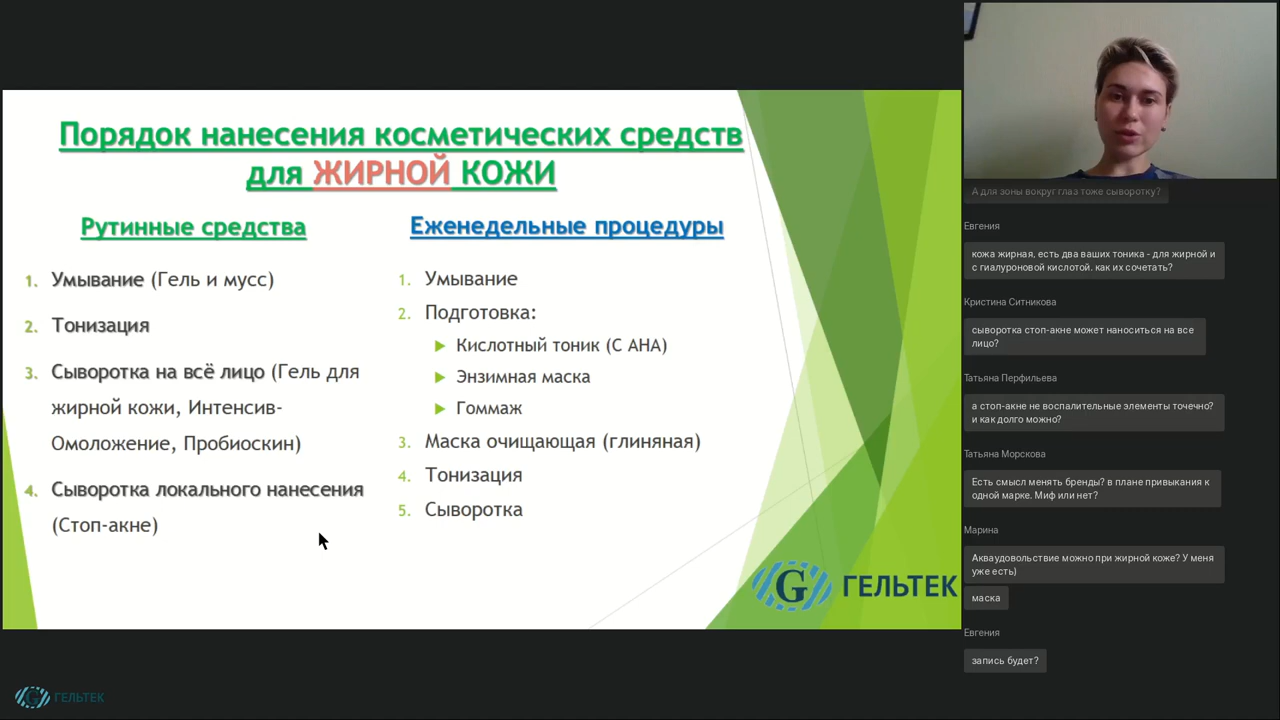 Порядок нанесения косметических средств
для ЖИРНОЙ КОЖИ
Рутинные средства
1. Умывание (Гель и мусс)
2. Тонизация
3. Сыворотка на всё лицо (Гель для
жирной кожи, Интенсив-
Омоложение, Пробиоскин)
4. Сыворотка локального нанесения
(Стоп-акне)
Еженедельные процедуры
1. Умывание
2. Подготовка:
Кислотный тоник (С АНА)
Энзимная маска
Гоммаж
3. Маска очищающая (глиняная)
4. Тонизация
5. Сыворотка
G ГЕЛЬТЕК
G ГЕЛЬТЕК
А для зоны вокруг глаз тоже сыворотку?
Евгения
кожа жирная, есть два ваших тоника - для жирной и
с гиалуроновой кислотой. как их сочетать?
Кристина Ситникова
сыворотка стоп-акне может наноситься на все
лицо?
Татьяна Перфильева
а стоп-акне не воспалительные элементы точечно?
и как долго можно?
Татьяна Морскова
Есть смысл менять бренды? в плане привыкания к
одной марке. Миф или нет?
Марина
Акваудовольствие можно при жирной коже? У меня
уже есть)
маска
Евгения
запись будет?